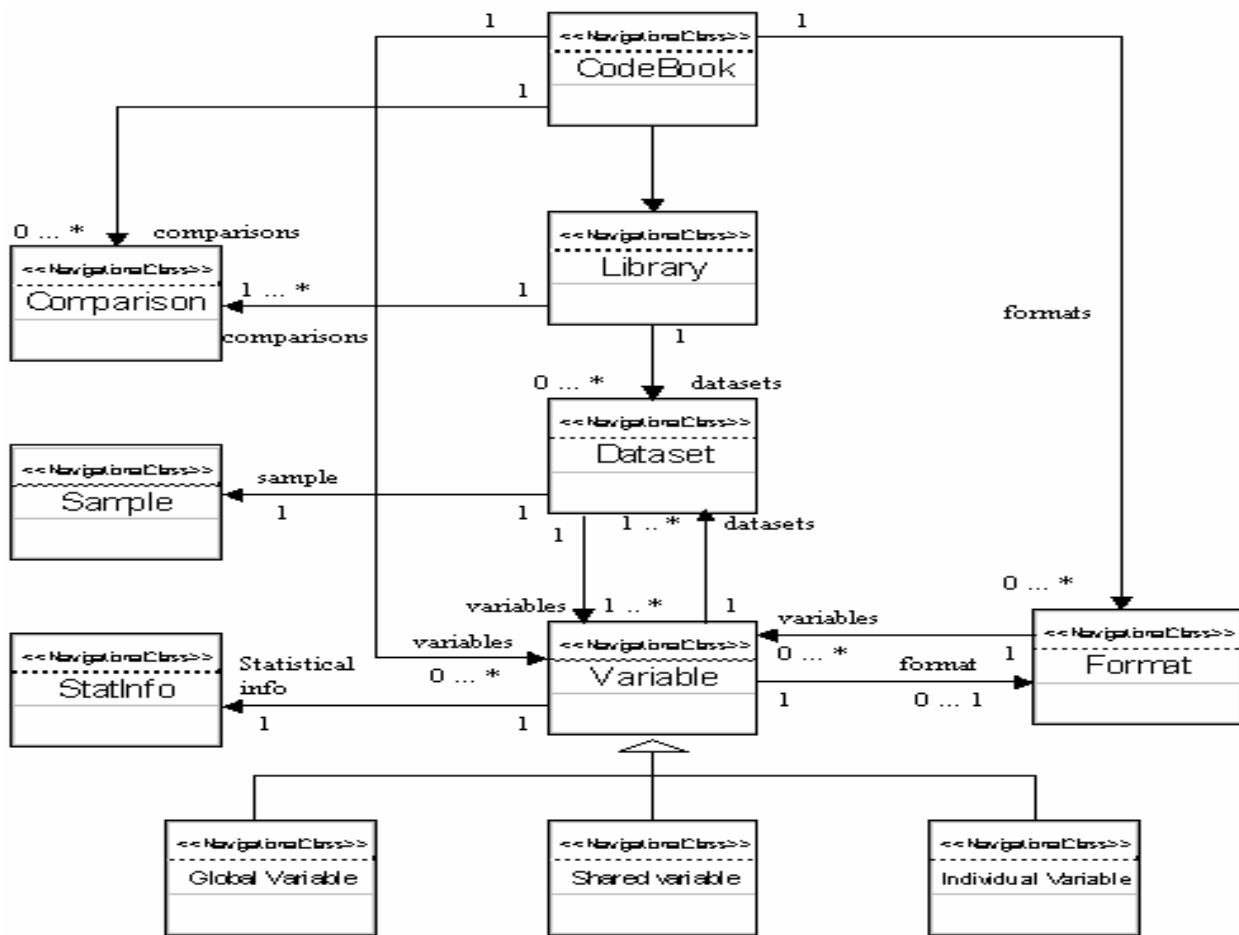 1
<<NavigationalClass>>
1
CodeBook
1
0 ... *
comparisons
<<NavigationalClass>>
Library
<<NavigationalClass>>
Comparison
1 ... *
1
comparisons
formats
1
0 ... *
datasets
<<NavigationalClass>>
Dataset
<<NavigationalClass>>
Sample
sample
1
1
1
1 .. *
datasets
0 ... *
variables
1 .. *
1
variables
<<NavigationalClass>>
StatInfo
Statistical
info
variables
0 ... *
<<NavigationalClass>>
Variable
0 ... *
format
1
<<NavigationalClass>>
Format
1
1
1
0 ... 1
<<NavigationalClass>>
Global Variable
<<NavigationalClass>>
Shared variable
<<NavigationalClass>>
Individual Variable